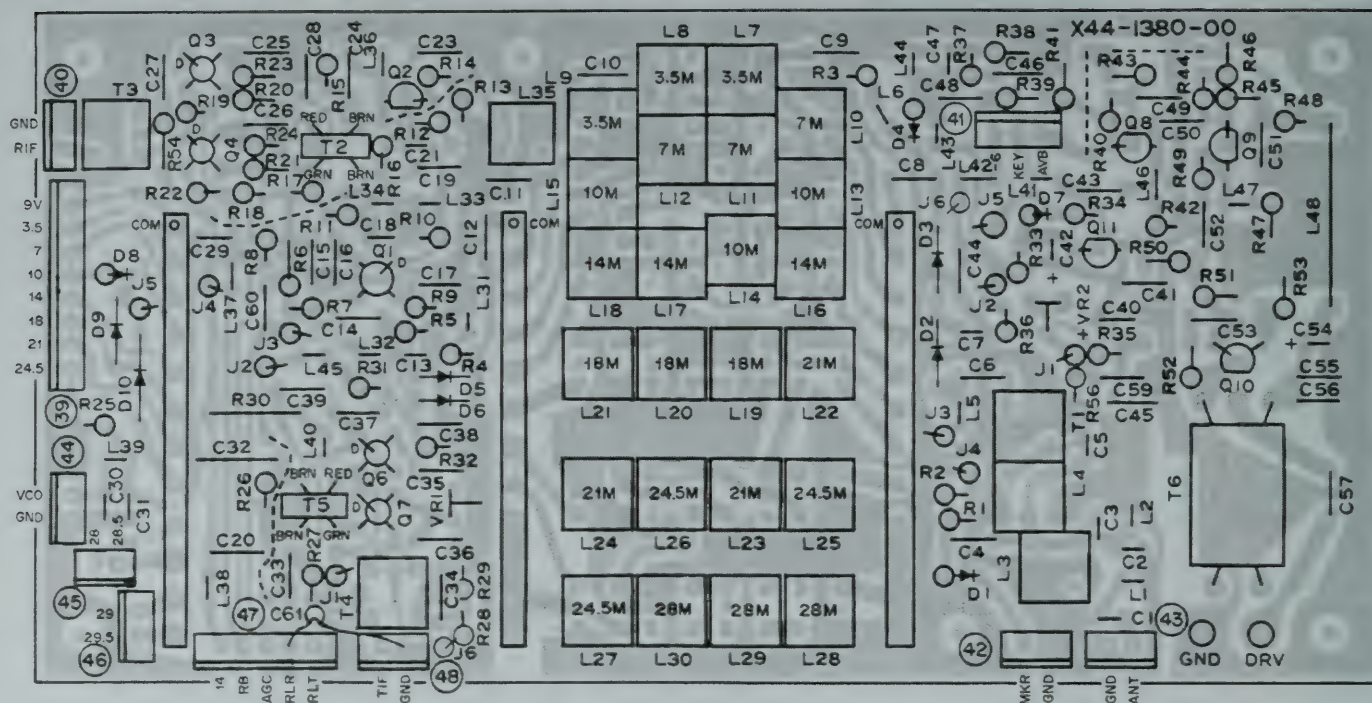 X44-1380-00
L8 L7
C9
Q3 C25 C28 C24 L36 C23
L44 C47 R37 R38 R41 R46
40 T3 C27 D R23 R20 C26 R15 Q2 R14 R13
L9 C10 3.5M 3.5M R3 L6 C48 C46 R39 R43 R44 R45 R48
R19 RED BRN R12 L35 3.5M 7M L10 D4 41 C49 C50
GND
RIF
R54 D Q4 R24 R21 T2 R16 C21 7M 7M L43 KEY AVB R40 Q8 Q9 C51
R22 R18 R17 GRN BRN L34 C19 C11 L15 10M L12 L11 10M L13 C8 L42 -6 L41 C43 L46 R49 L47 L48
9V
3.5
7
10
14
18
21
24.5
COM R11 C18 R10 L33 C12 COM COM J6 J5 D7 R34 R42 C52 R47
C29 R8 R6 C15 C16 Q1 D 14M 14M 10M 14M D3 C44 R33 C42 Q11 R50 R53
D8 J5 J4 L37 C60 R7 C17 R9 L31 L14 J2 + C41 R51
D9 J3 C14 L32 R5 L18 L17 L16 D2 C7 R36 +VR2 C40 R35 C53 + C54
J2 L45 R31 C13 R4 18M 18M 18M 21M C6 J1 R52 Q10 C55
D10 C39 D5 C59 C56
39 R25 R30 C37 D6 L21 L20 L19 L22 J3 L5 T1 R56 C45
44 L39 C32 L40 D Q6 C38 R32 J4 L4 C5
BRN RED C35
VCO
GND
C30 C31 R26 T5 D Q7 VR1 21M 24.5M 21M 24.5M R2 R1 C3 L2 T6 C57
28 28.5 BRN GRN
C20 R27 C36 L24 L26 L23 L25 C4 L3 C2
45 L38 C33 L1 T4 C34 R29 D1 L1
29
29.5
46 47 C61 R28 J6 24.5M 28M 28M 28M 42 C1 43
48 L27 L30 L29 L28 GND DRV
14 RB AGC RLR RLT TIF GND MKR GND GND ANT